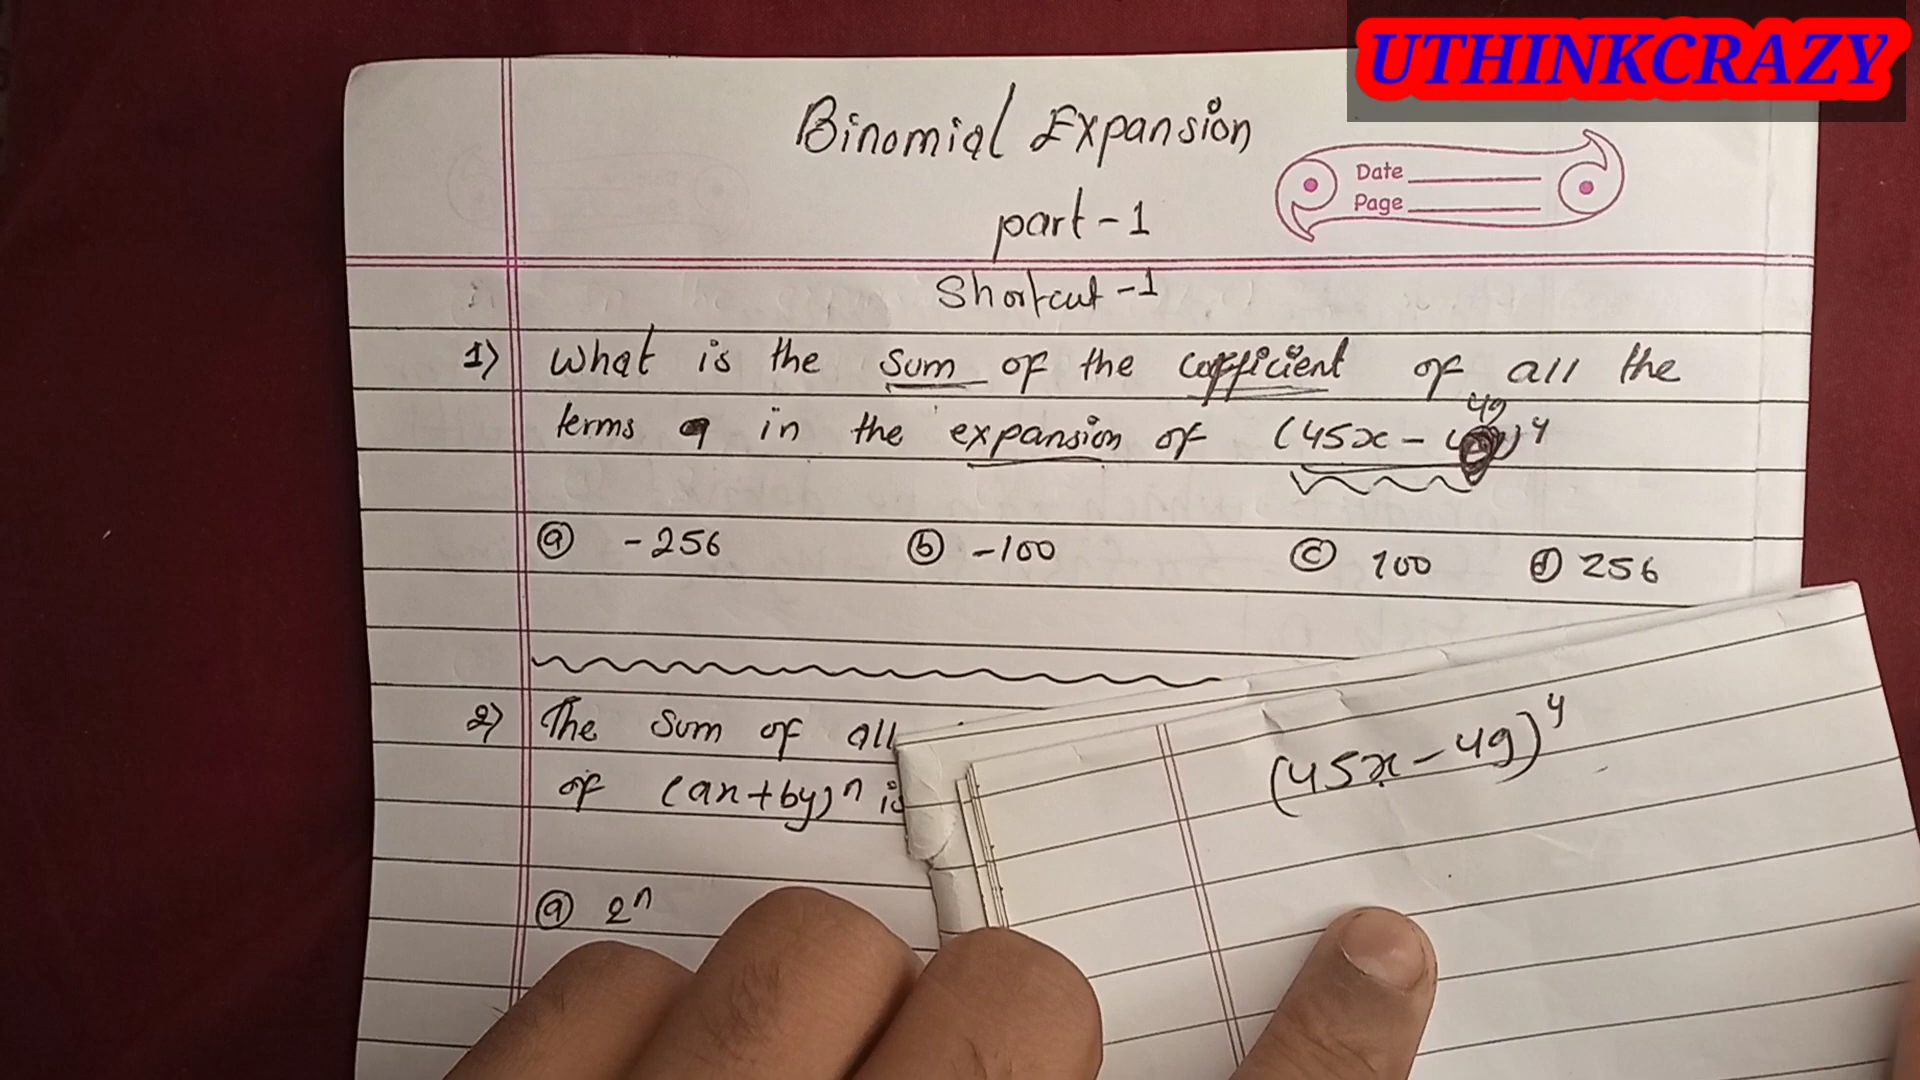 UTHINKCRAZY
Binomial Expansion
Date
Page
part-1
Shortcut-1
1) What is the sum of the cofficient of all the
49
terms in the expansion of (45x - )4
ⓐ -256 ⓑ -100 ⓒ 100 ⓓ 256
2) The sum of all
of (ax+by)ⁿ is
ⓐ 2ⁿ
(45x-49)⁴